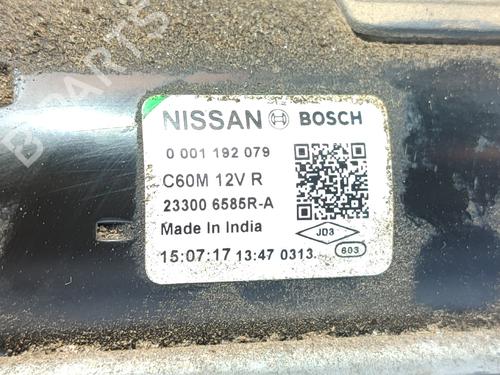 NISSAN BOSCH
0 001 192 079
C60M 12V R
23300 6585R-A
Made In India
JD3
15:07:17 13:47 0313.
603